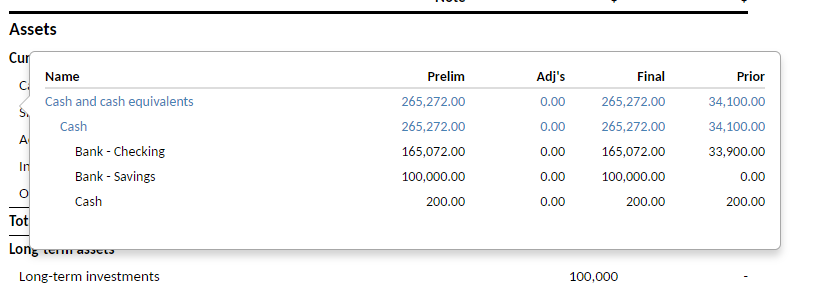 Assets
Name Prelim Adj's Final Prior
Cash and cash equivalents 265,272.00 0.00 265,272.00 34,100.00
Cash 265,272.00 0.00 265,272.00 34,100.00
Bank - Checking 165,072.00 0.00 165,072.00 33,900.00
Bank - Savings 100,000.00 0.00 100,000.00 0.00
Cash 200.00 0.00 200.00 200.00
Long-term assets
Long-term investments 100,000 -